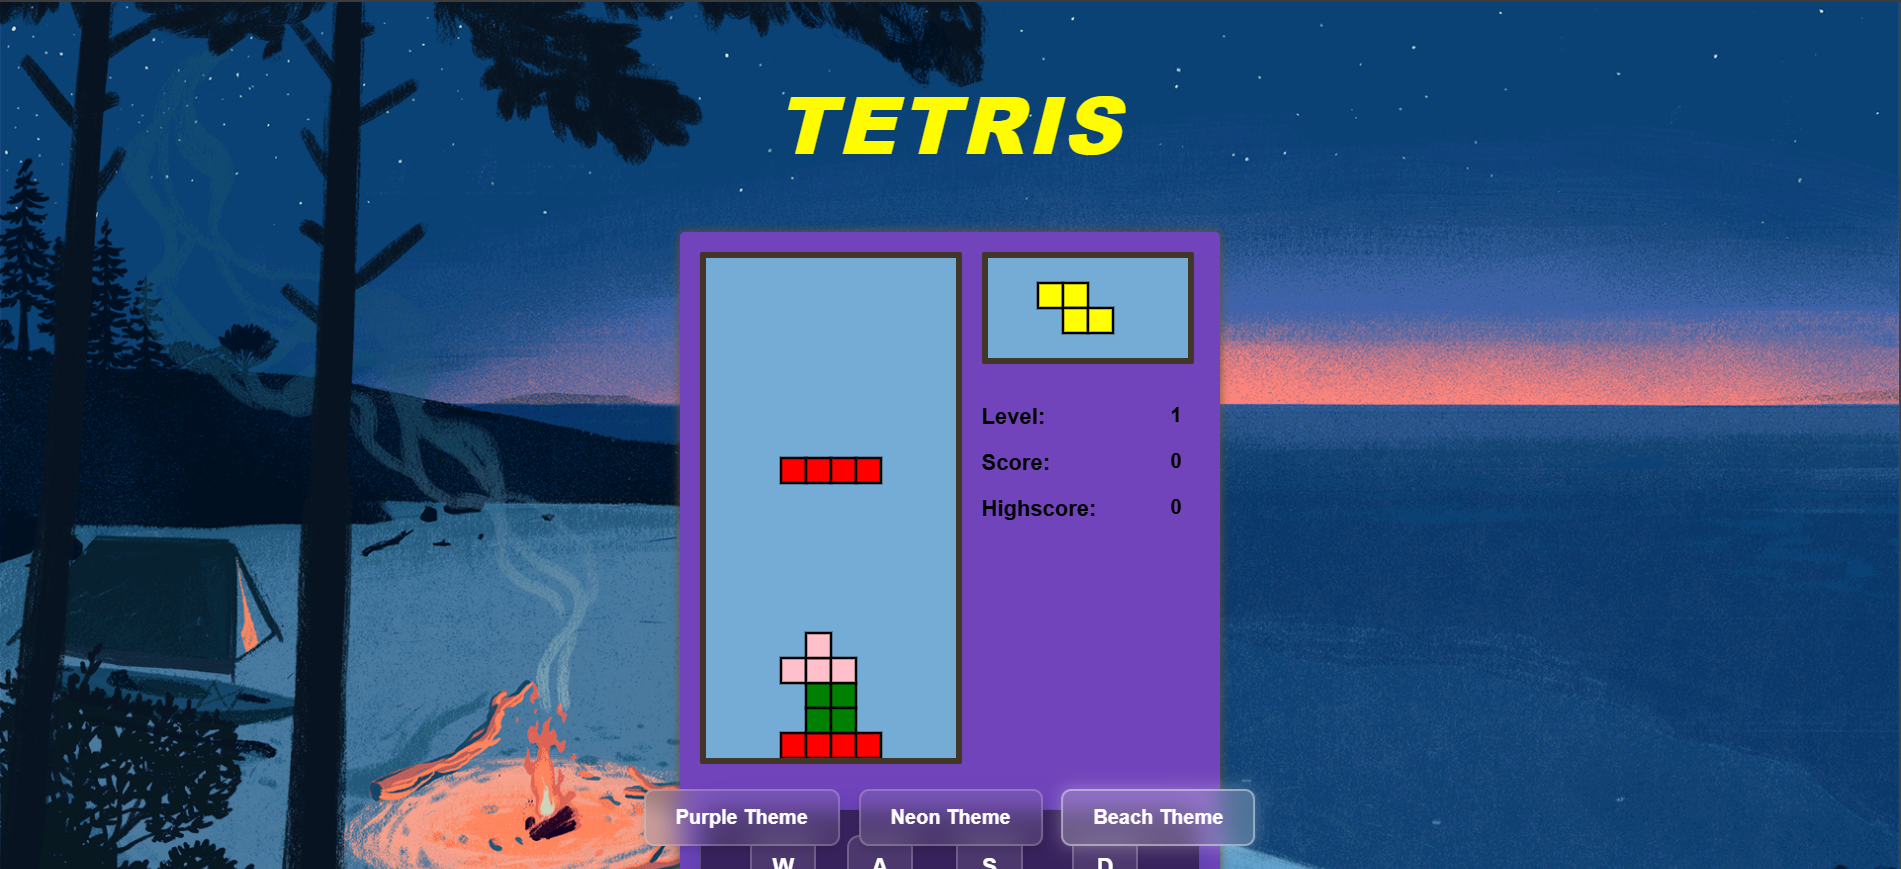 TETRIS
Level: 1
Score: 0
Highscore: 0
Purple Theme Neon Theme Beach Theme
W A S D